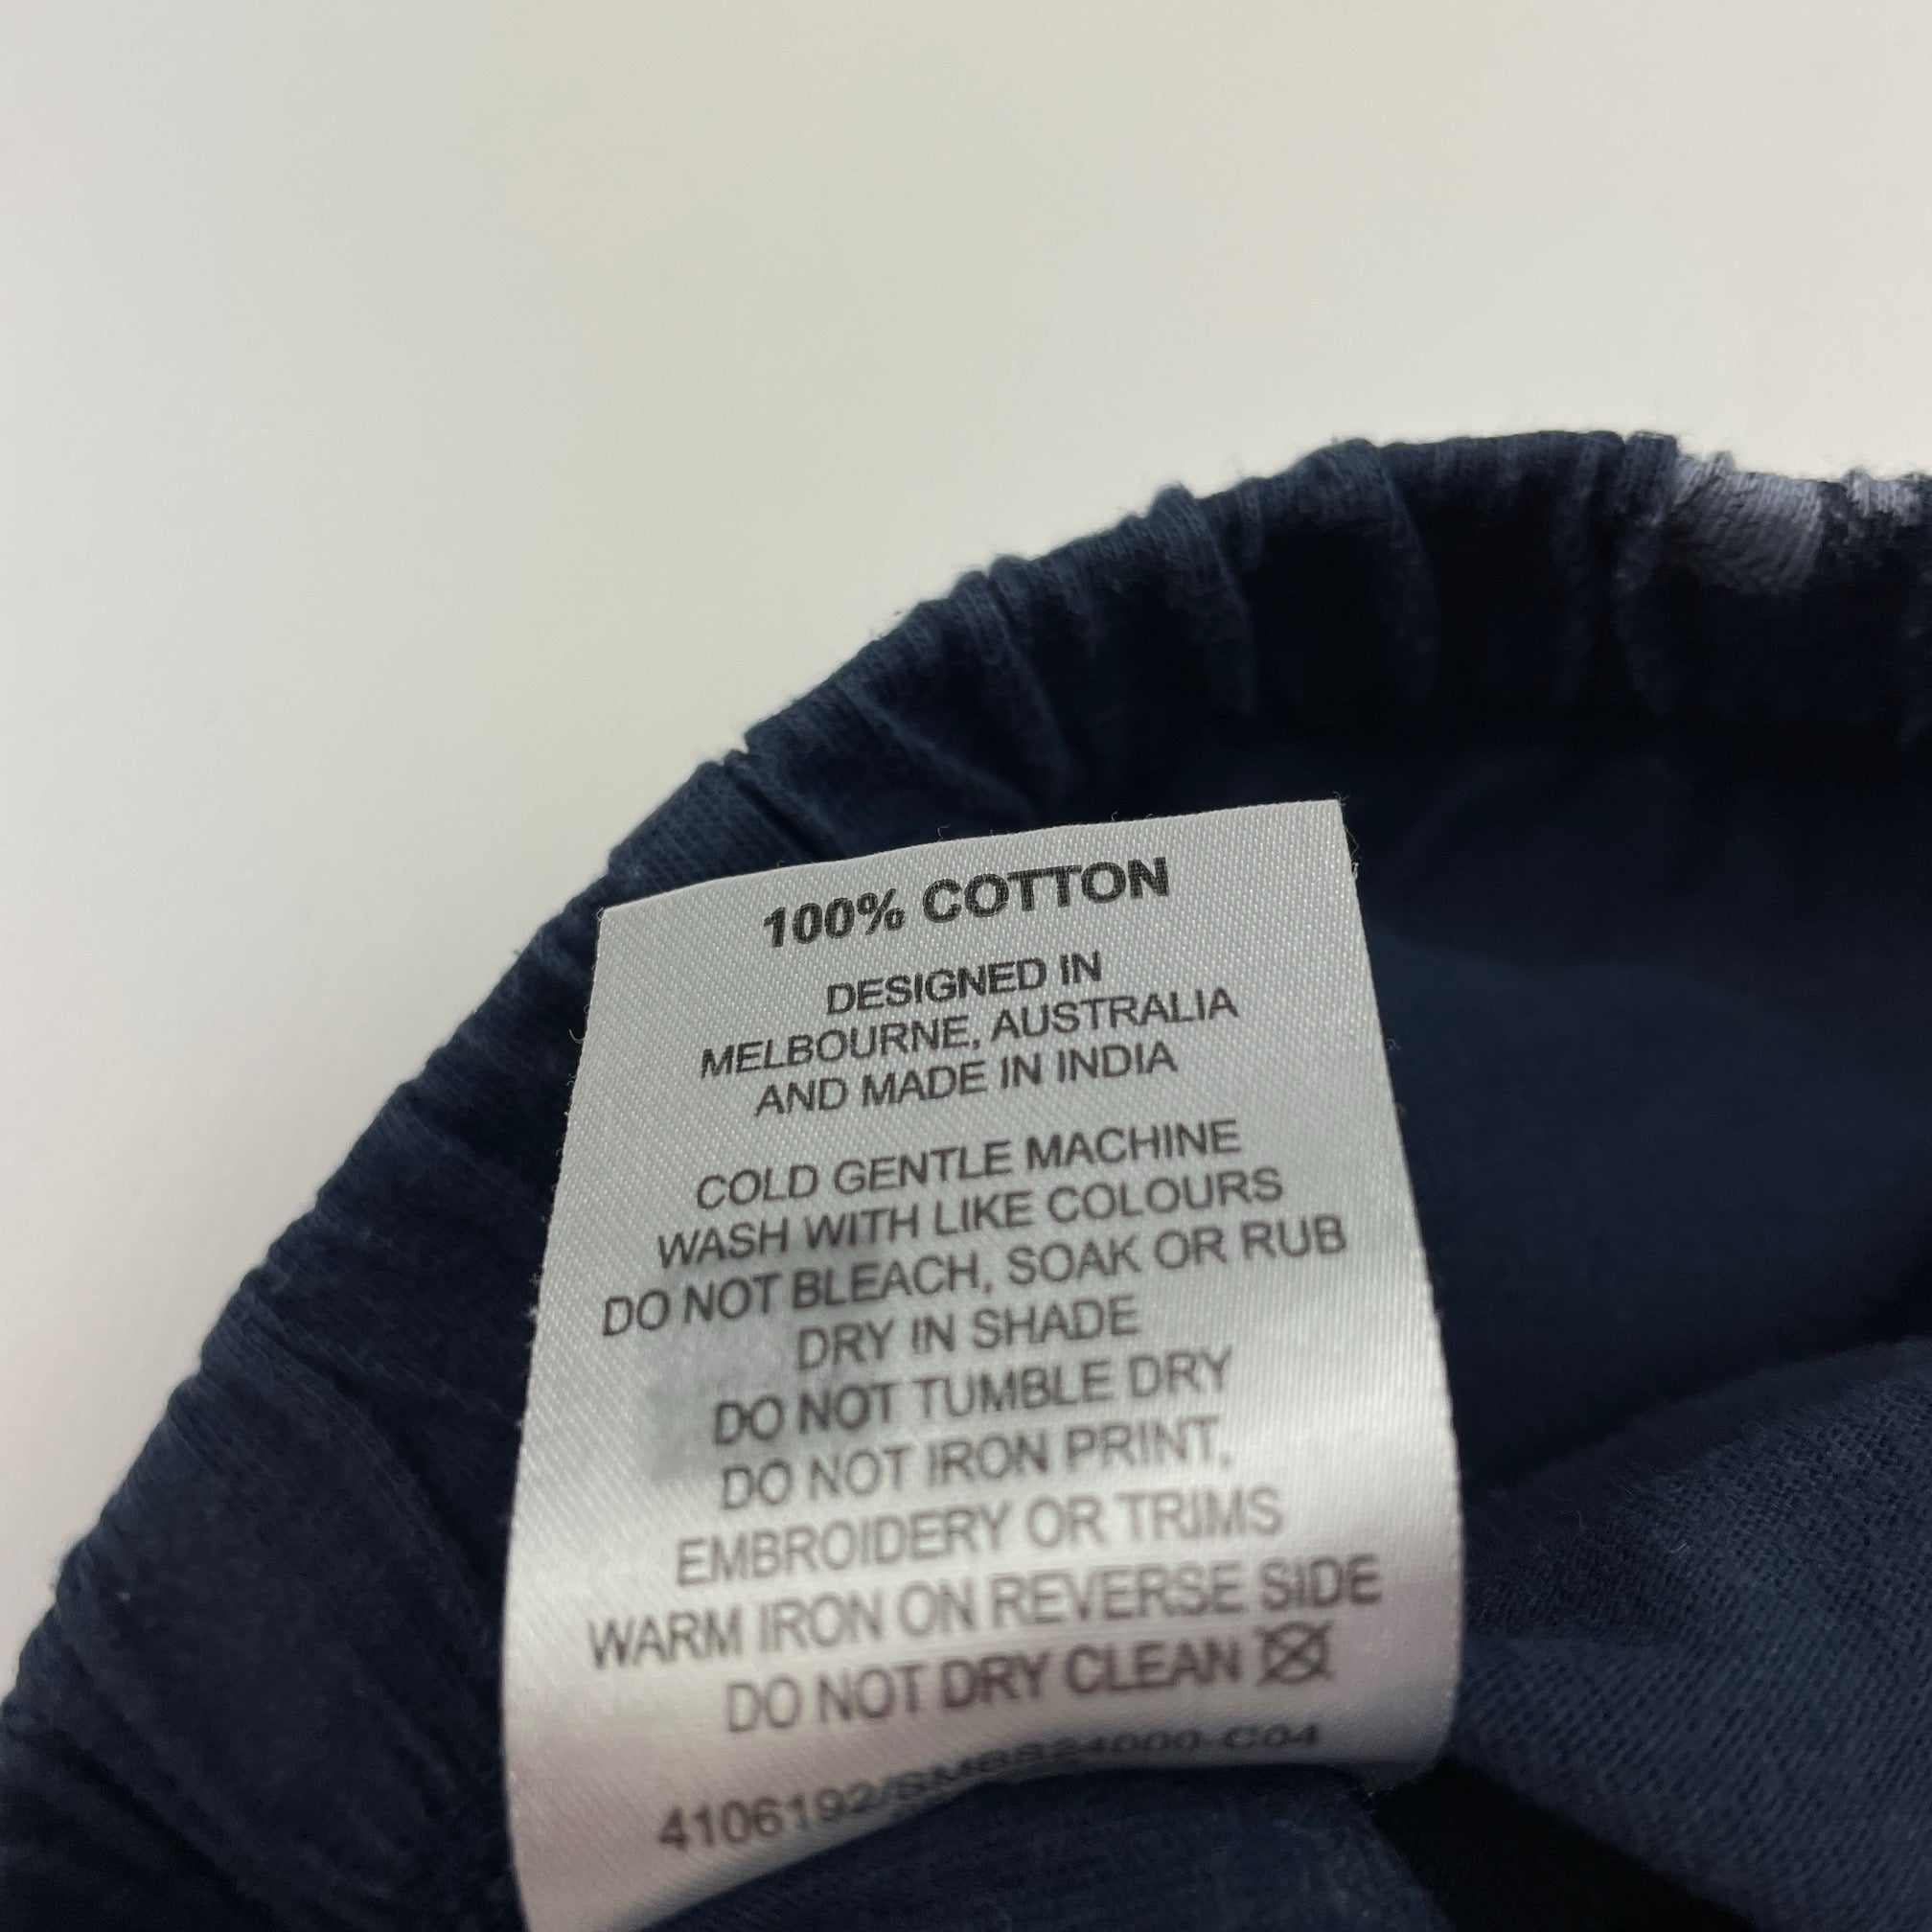 100% COTTON
DESIGNED IN
MELBOURNE, AUSTRALIA
AND MADE IN INDIA
COLD GENTLE MACHINE
WASH WITH LIKE COLOURS
DO NOT BLEACH, SOAK OR RUB
DRY IN SHADE
DO NOT TUMBLE DRY
DO NOT IRON PRINT,
EMBROIDERY OR TRIMS
WARM IRON ON REVERSE SIDE
DO NOT DRY CLEAN